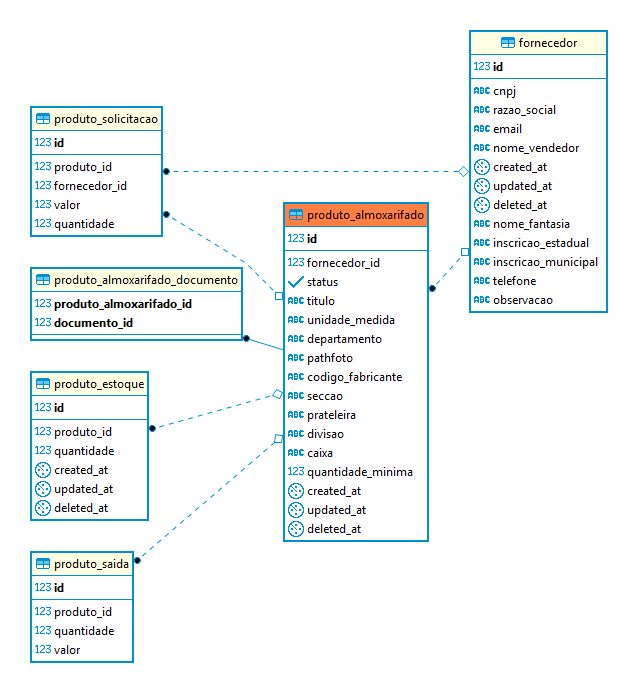 fornecedor
123 id
ABC cnpj
ABC razao_social
ABC email
ABC nome_vendedor
created_at
updated_at
deleted_at
ABC nome_fantasia
ABC inscricao_estadual
ABC inscricao_municipal
ABC telefone
ABC observacao
produto_solicitacao
123 id
123 produto_id
123 fornecedor_id
123 valor
123 quantidade
produto_almoxarifado
123 id
123 fornecedor_id
status
ABC titulo
ABC unidade_medida
ABC departamento
ABC pathfoto
ABC codigo_fabricante
ABC seccao
ABC prateleira
ABC divisao
ABC caixa
123 quantidade_minima
created_at
updated_at
deleted_at
produto_almoxarifado_documento
123 produto_almoxarifado_id
123 documento_id
produto_estoque
123 id
123 produto_id
123 quantidade
created_at
updated_at
deleted_at
produto_saida
123 id
123 produto_id
123 quantidade
123 valor